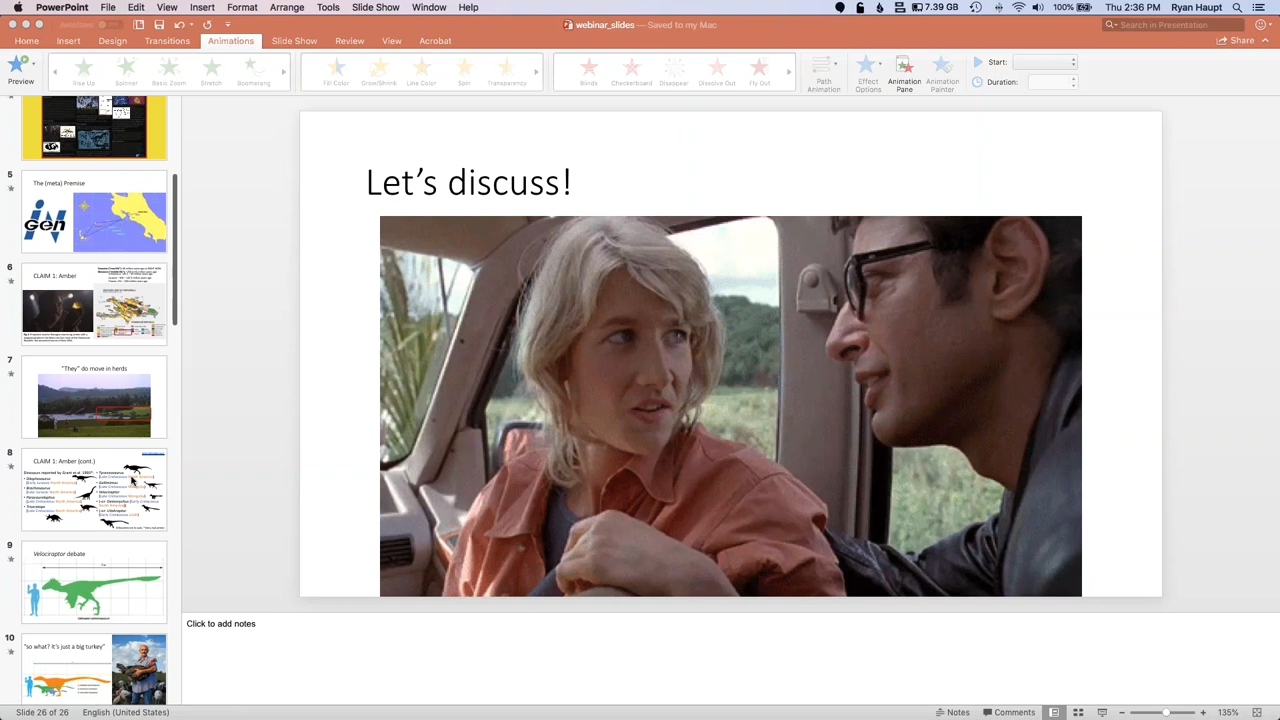 PowerPoint File Edit View Insert Format Arrange Tools Slide Show Window Help
7.99 GB 100% Thu 2:36 PM Ryan Haupt
webinar_slides — Saved to my Mac
Search in Presentation
Home Insert Design Transitions Animations Slide Show Review View Acrobat
Share
Preview
Rise Up Spinner Basic Zoom Stretch Boomerang
Fill Color Grow/Shrink Line Color Spin Transparency
Blinds Checkerboard Disappear Dissolve Out Fly Out
Path Animation
Effect Options
Animation Pane
Animation Painter
Start:
Duration:
5
The (meta) Premise
Gen
6
CLAIM 1: Amber
7
"They" do move in herds
8
CLAIM 1: Amber (cont.)
9
Velociraptor debate
10
"so what? it's just a big turkey"
Let's discuss!
Click to add notes
Slide 26 of 26 English (United States)
Notes Comments 135%